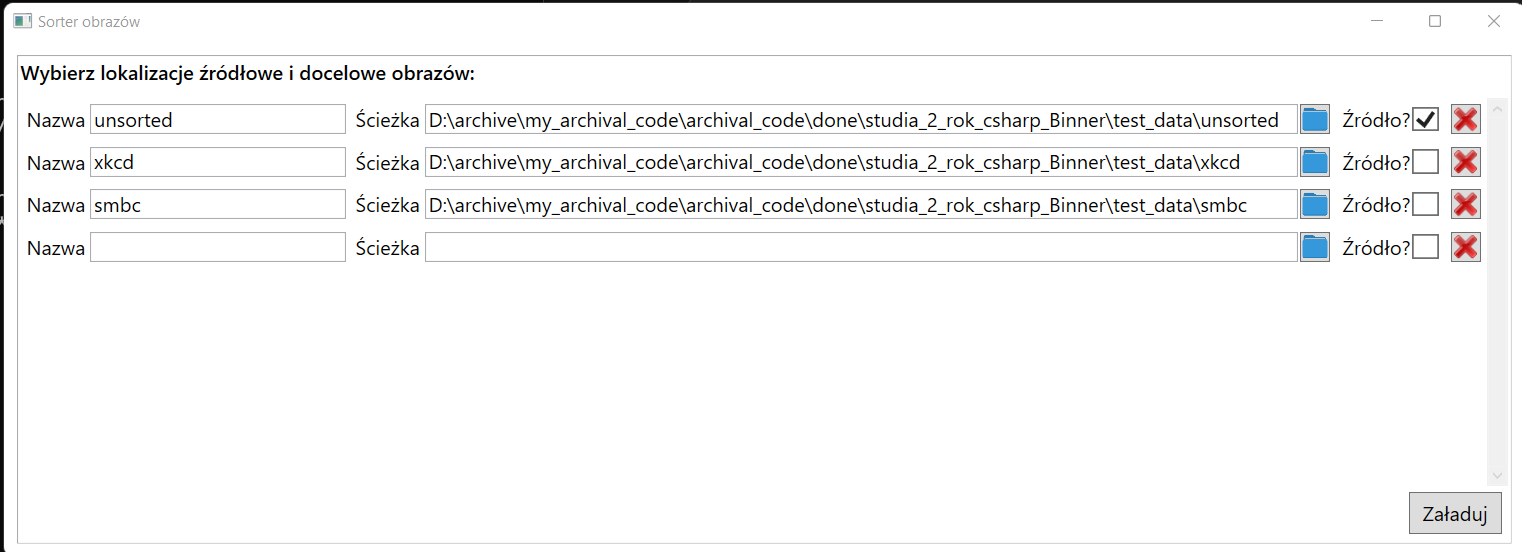 Sorter obrazów
Wybierz lokalizacje źródłowe i docelowe obrazów:
Nazwa unsorted Ścieżka D:\archive\my_archival_code\archival_code\done\studia_2_rok_csharp_Binner\test_data\unsorted Źródło?
Nazwa xkcd Ścieżka D:\archive\my_archival_code\archival_code\done\studia_2_rok_csharp_Binner\test_data\xkcd Źródło?
Nazwa smbc Ścieżka D:\archive\my_archival_code\archival_code\done\studia_2_rok_csharp_Binner\test_data\smbc Źródło?
Nazwa Ścieżka Źródło?
Załaduj